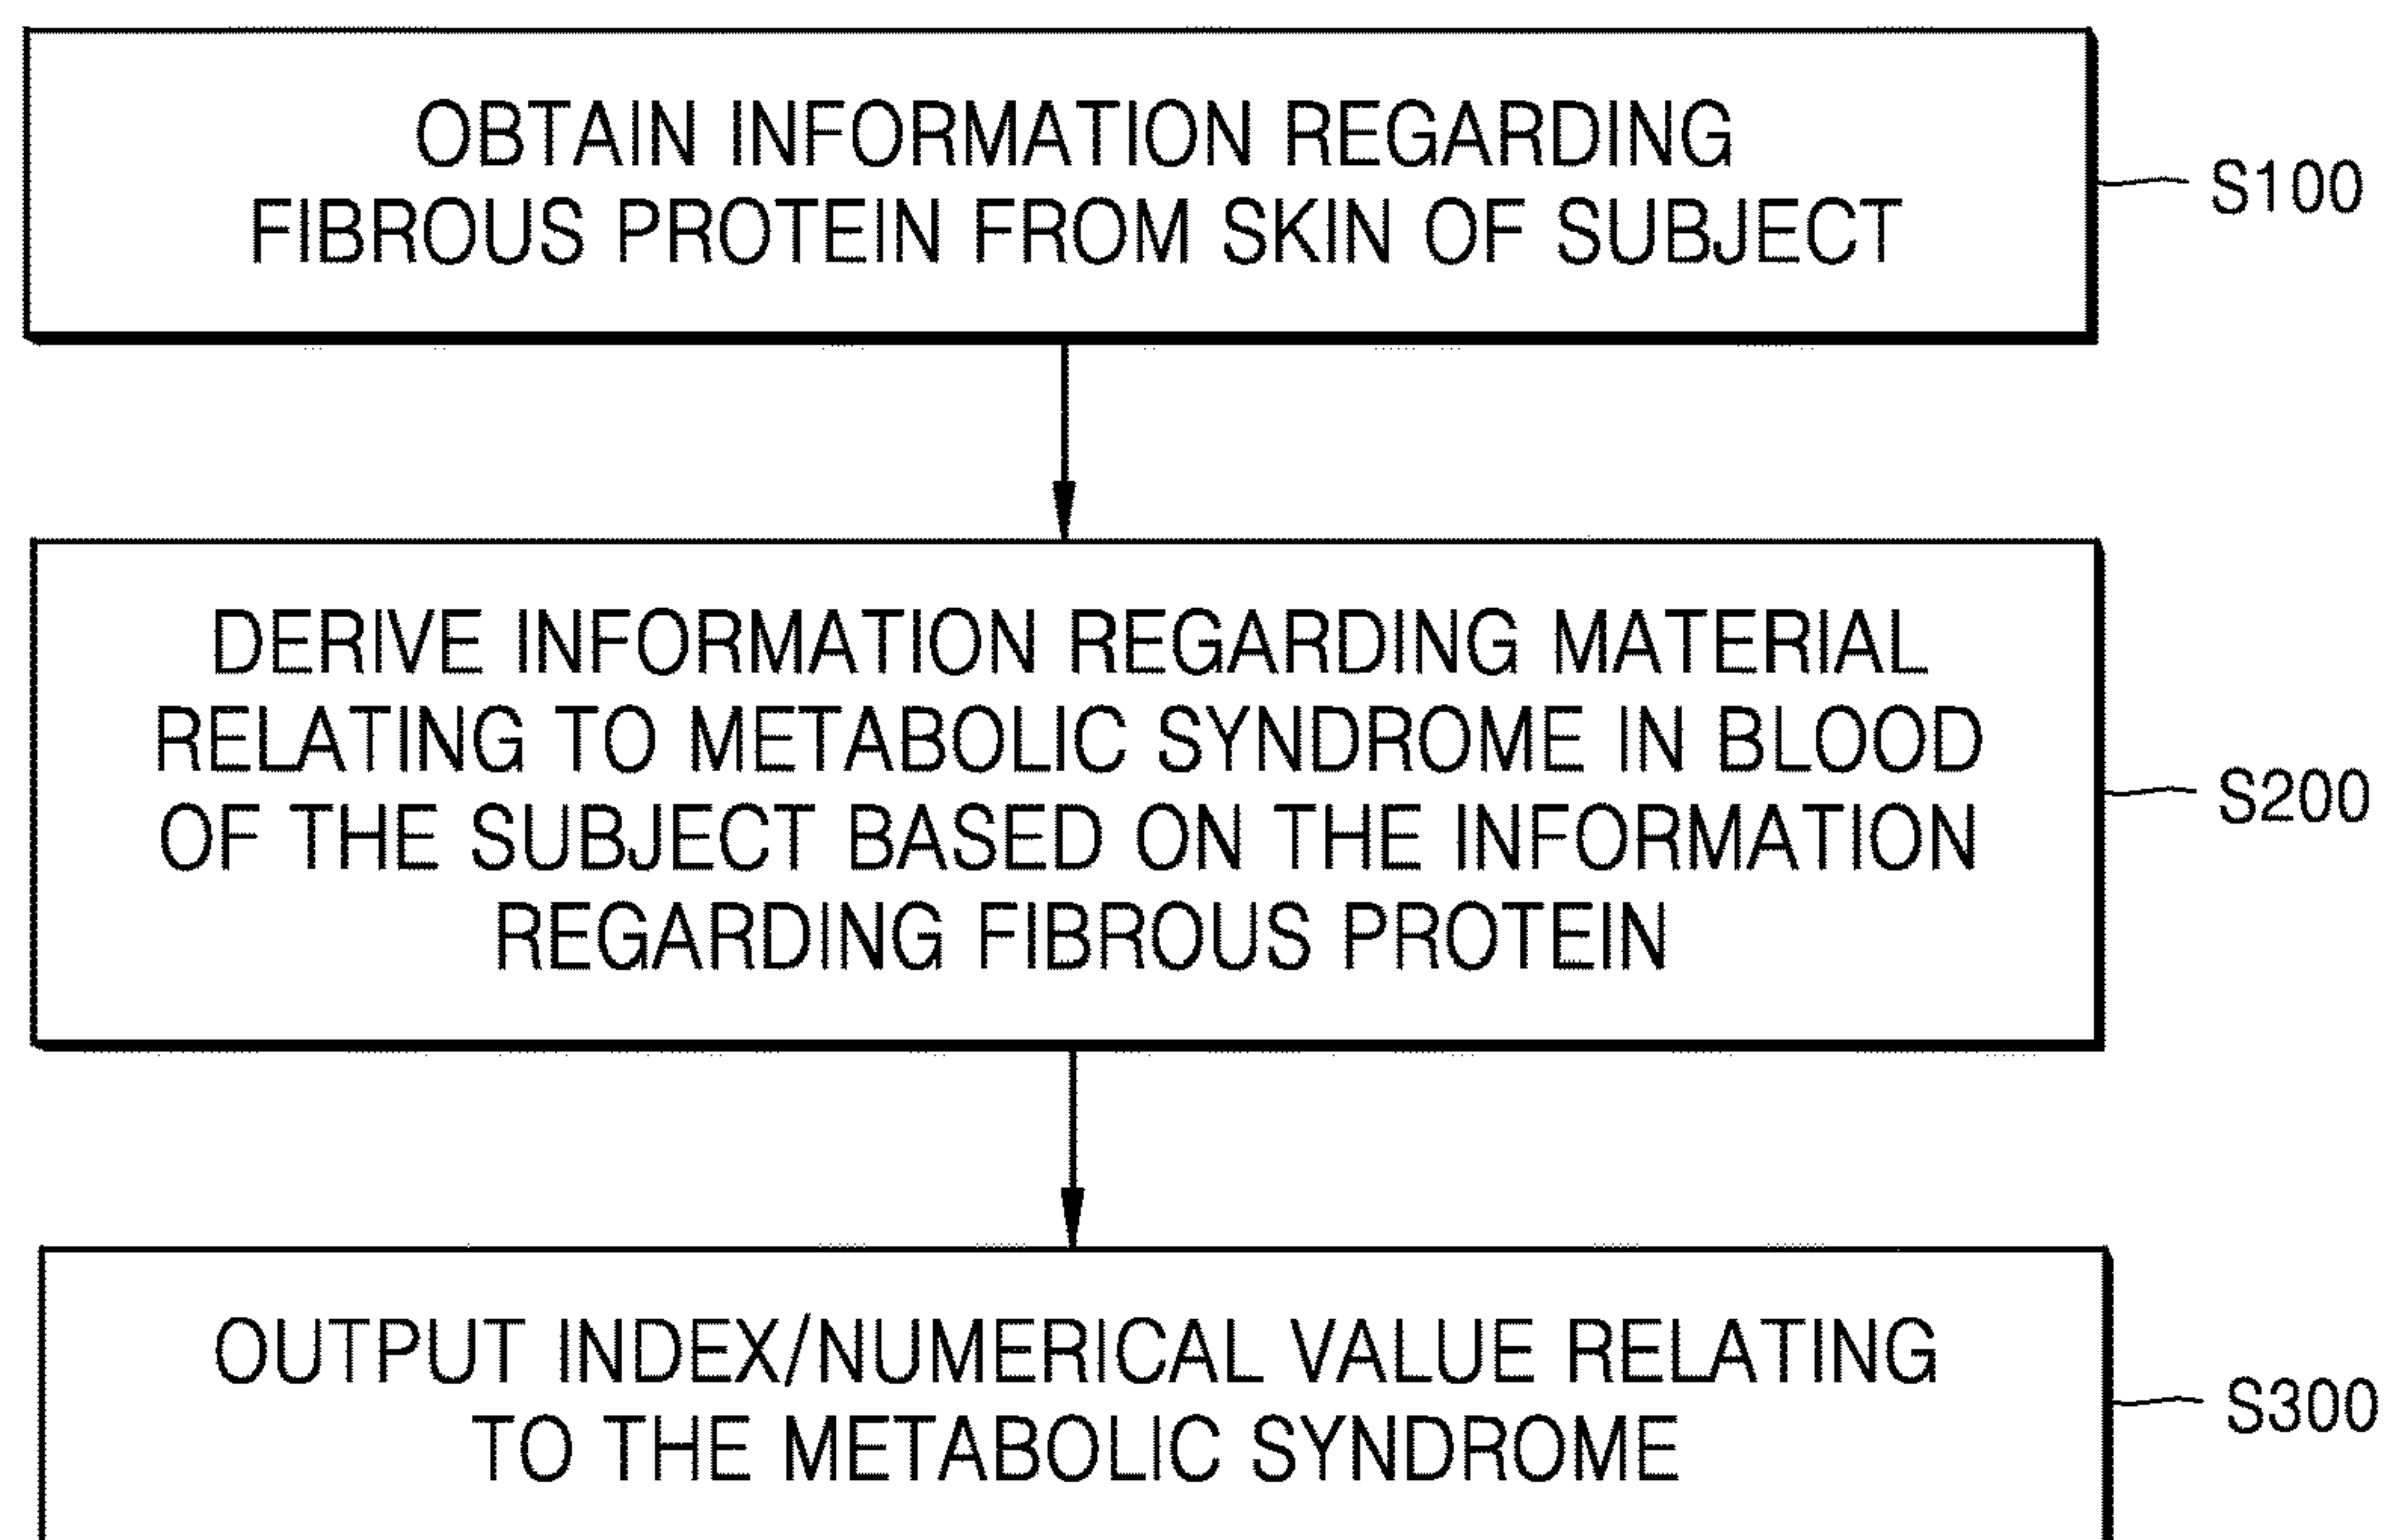 OBTAIN INFORMATION REGARDING
FIBROUS PROTEIN FROM SKIN OF SUBJECT
S100
DERIVE INFORMATION REGARDING MATERIAL
RELATING TO METABOLIC SYNDROME IN BLOOD
OF THE SUBJECT BASED ON THE INFORMATION
REGARDING FIBROUS PROTEIN
S200
OUTPUT INDEX/NUMERICAL VALUE RELATING
TO THE METABOLIC SYNDROME
S300